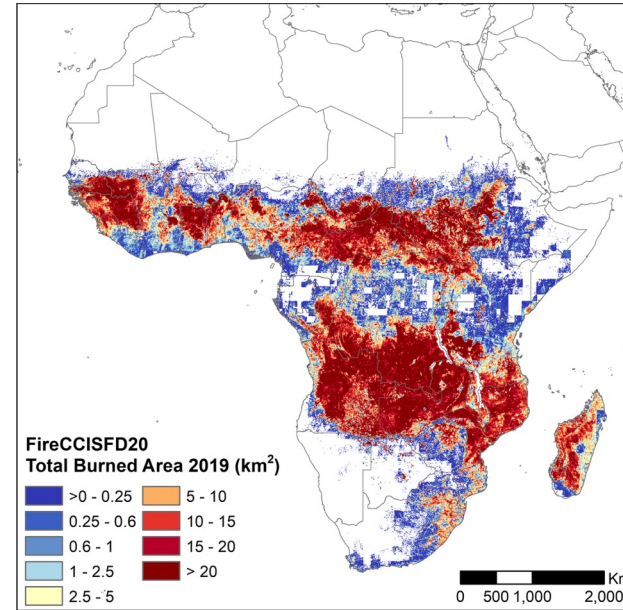 FireCCISFD20
Total Burned Area 2019 (km²)
>0 - 0.25
0.25 - 0.6
0.6 - 1
1 - 2.5
2.5 - 5
5 - 10
10 - 15
15 - 20
> 20
Km
0 500 1,000 2,000